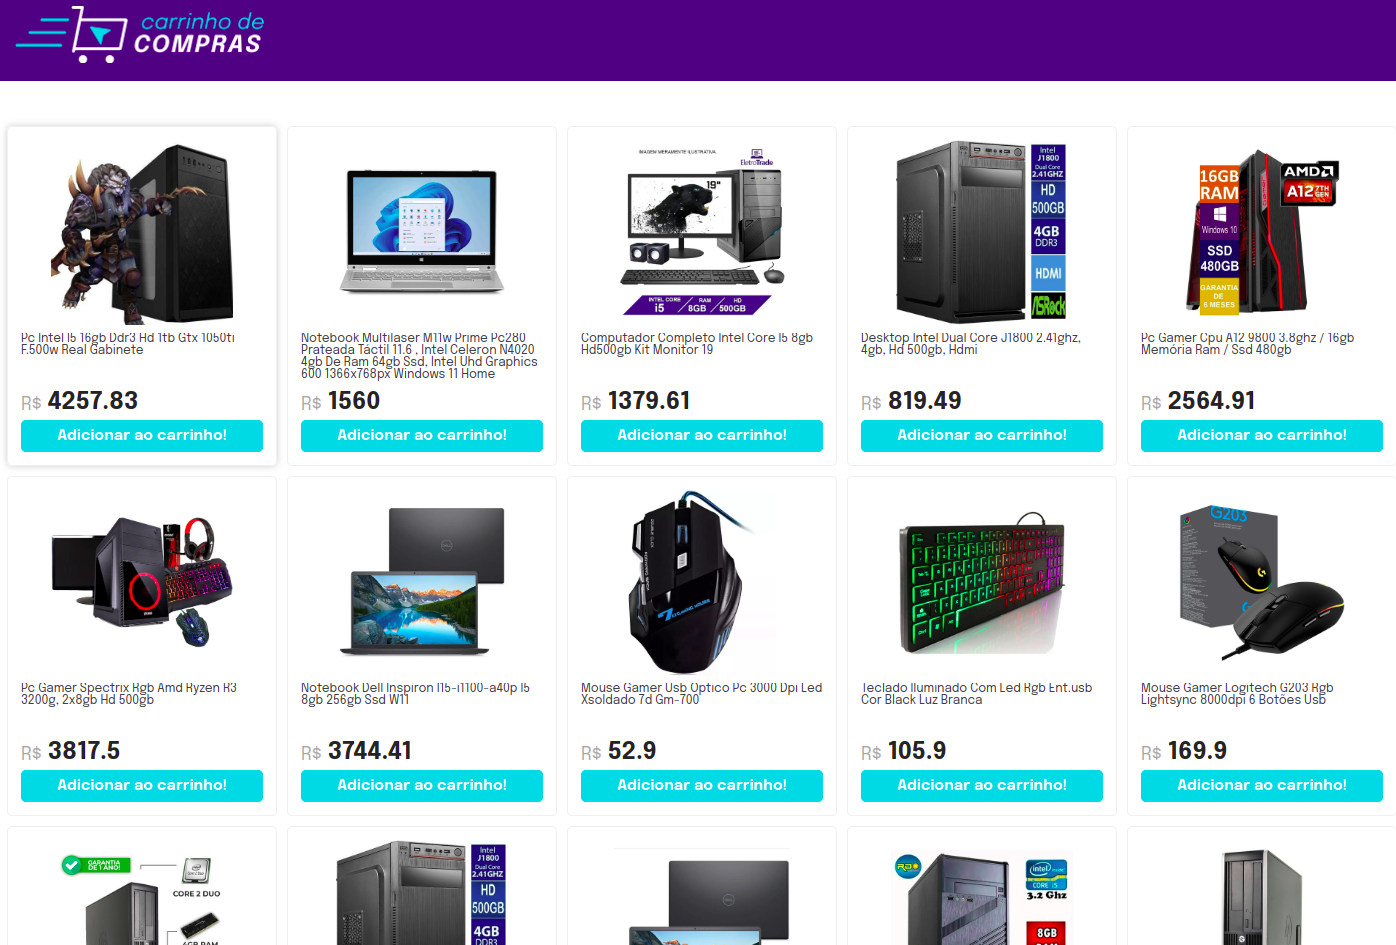 carrinho de
COMPRAS
Pc Intel I5 16gb Ddr3 Hd 1tb Gtx 1050ti
F.500w Real Gabinete
R$ 4257.83
Adicionar ao carrinho!
Notebook Multilaser M11w Prime Pc280
Prateada Táctil 11.6 , Intel Celeron N4020
4gb De Ram 64gb Ssd, Intel Uhd Graphics
600 1366x768px Windows 11 Home
R$ 1560
Adicionar ao carrinho!
IMAGEM MERAMENTE ILUSTRATIVA.
EletroTrade
19"
INTEL CORE
i5
RAM
8GB
HD
500GB
Computador Completo Intel Core I5 8gb
Hd500gb Kit Monitor 19
R$ 1379.61
Adicionar ao carrinho!
Intel
J1800
Dual Core
2.41GHZ
HD
500GB
4GB
DDR3
HDMI
ASRock
Desktop Intel Dual Core J1800 2.41ghz,
4gb, Hd 500gb, Hdmi
R$ 819.49
Adicionar ao carrinho!
16GB
RAM
Windows 10
SSD
480GB
GARANTIA
DE
6 MESES
AMD
A12 7TH
GEN
Pc Gamer Cpu A12 9800 3.8ghz / 16gb
Memória Ram / Ssd 480gb
R$ 2564.91
Adicionar ao carrinho!
Pc Gamer Spectrix Rgb Amd Ryzen R3
3200g, 2x8gb Hd 500gb
R$ 3817.5
Adicionar ao carrinho!
Notebook Dell Inspiron I15-i1100-a40p I5
8gb 256gb Ssd W11
R$ 3744.41
Adicionar ao carrinho!
Mouse Gamer Usb Óptico Pc 3000 Dpi Led
Xsoldado 7d Gm-700
R$ 52.9
Adicionar ao carrinho!
Teclado Iluminado Com Led Rgb Ent.usb
Cor Black Luz Branca
R$ 105.9
Adicionar ao carrinho!
G203
Mouse Gamer Logitech G203 Rgb
Lightsync 8000dpi 6 Botões Usb
R$ 169.9
Adicionar ao carrinho!
GARANTIA
DE 1 ANO!
CORE 2 DUO
4GB RAM
Intel
J1800
Dual Core
2.41GHZ
HD
500GB
4GB
DDR3
intel
CORE i5
3.2 Ghz
8GB